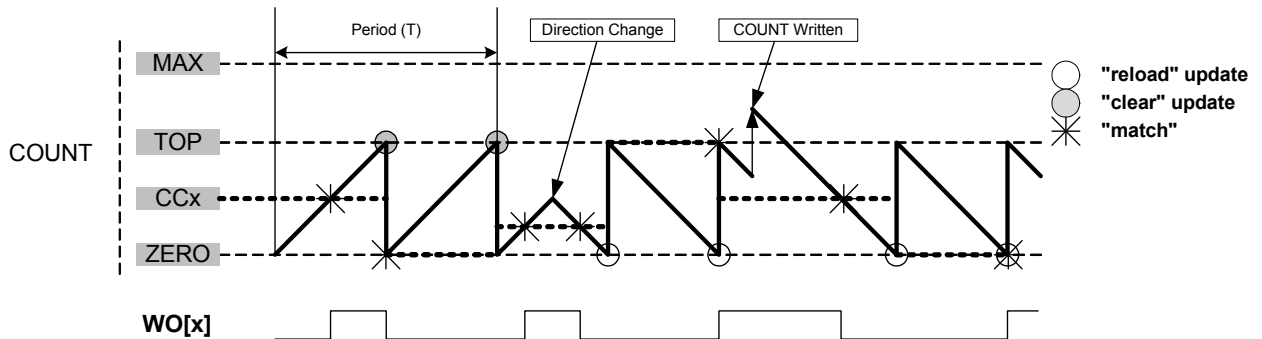 Period (T)
Direction Change
COUNT Written
MAX
"reload" update
"clear" update
"match"
TOP
COUNT
CCx
ZERO
WO[x]